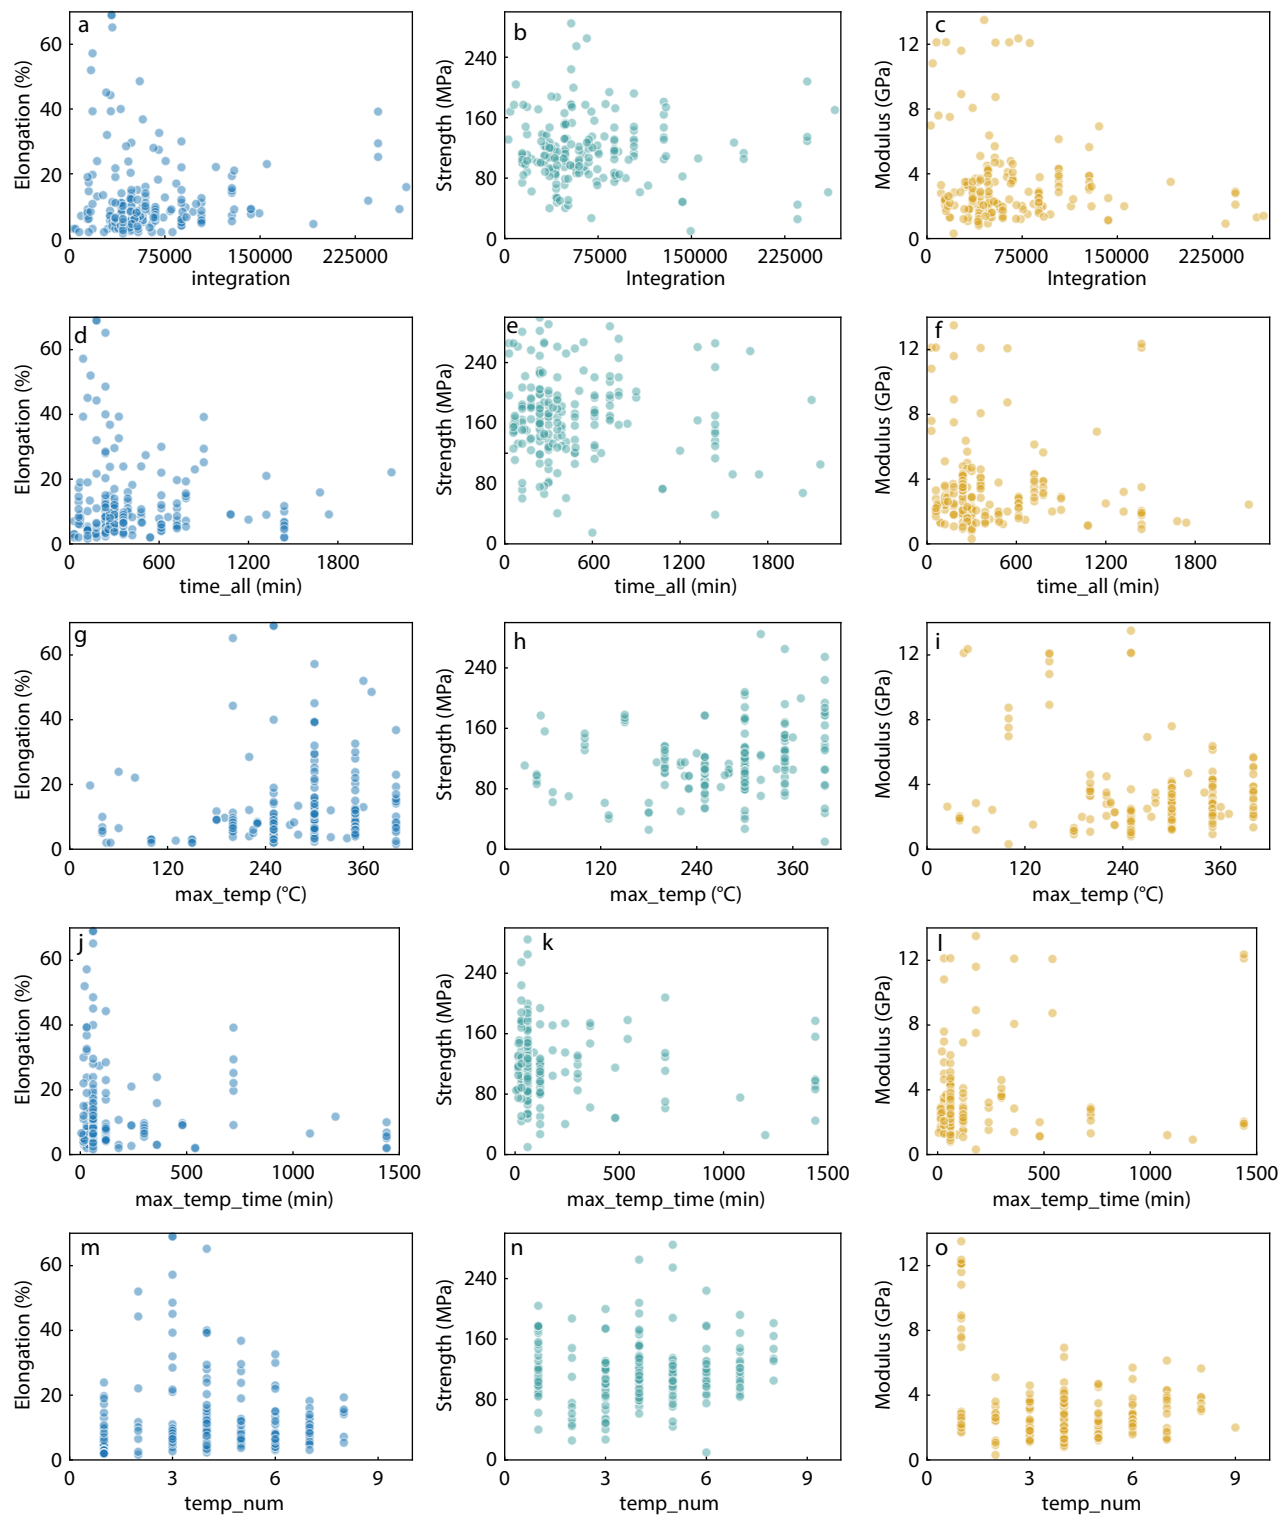 a
Elongation (%)
60
40
20
0
0 75000 150000 225000
integration
b
Strength (MPa)
240
160
80
0
0 75000 150000 225000
Integration
c
Modulus (GPa)
12
8
4
0
0 75000 150000 225000
Integration
d
Elongation (%)
60
40
20
0
0 600 1200 1800
time_all (min)
e
Strength (MPa)
240
160
80
0
0 600 1200 1800
time_all (min)
f
Modulus (GPa)
12
8
4
0
0 600 1200 1800
time_all (min)
g
Elongation (%)
60
40
20
0
0 120 240 360
max_temp (°C)
h
Strength (MPa)
240
160
80
0
0 120 240 360
max_temp (°C)
i
Modulus (GPa)
12
8
4
0
0 120 240 360
max_temp (°C)
j
Elongation (%)
60
40
20
0
0 500 1000 1500
max_temp_time (min)
k
Strength (MPa)
240
160
80
0
0 500 1000 1500
max_temp_time (min)
l
Modulus (GPa)
12
8
4
0
0 500 1000 1500
max_temp_time (min)
m
Elongation (%)
60
40
20
0
0 3 6 9
temp_num
n
Strength (MPa)
240
160
80
0
0 3 6 9
temp_num
o
Modulus (GPa)
12
8
4
0
0 3 6 9
temp_num